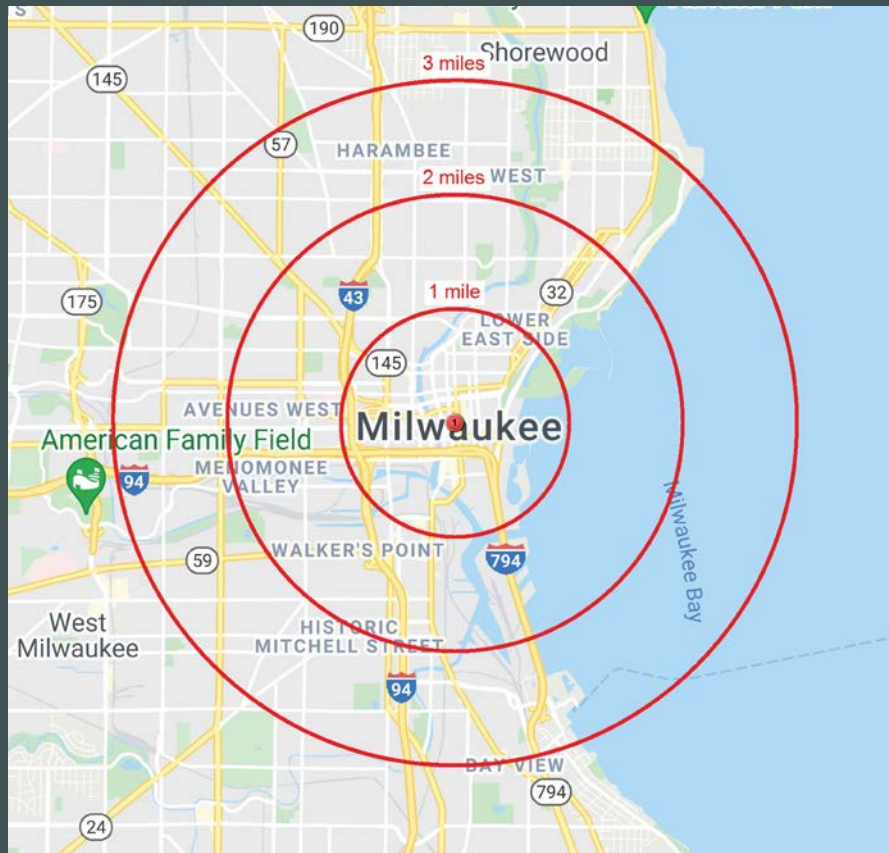 190
Shorewood
3 miles
145
57
HARAMBEE
2 miles
WEST
1 mile
43
32
175
LOWER
EAST SIDE
145
AVENUES WEST
Milwaukee
1
American Family Field
94
MENOMONEE
VALLEY
Milwaukee Bay
WALKER'S POINT
59
794
West
Milwaukee
HISTORIC
MITCHELL STREET
94
BAY VIEW
794
24